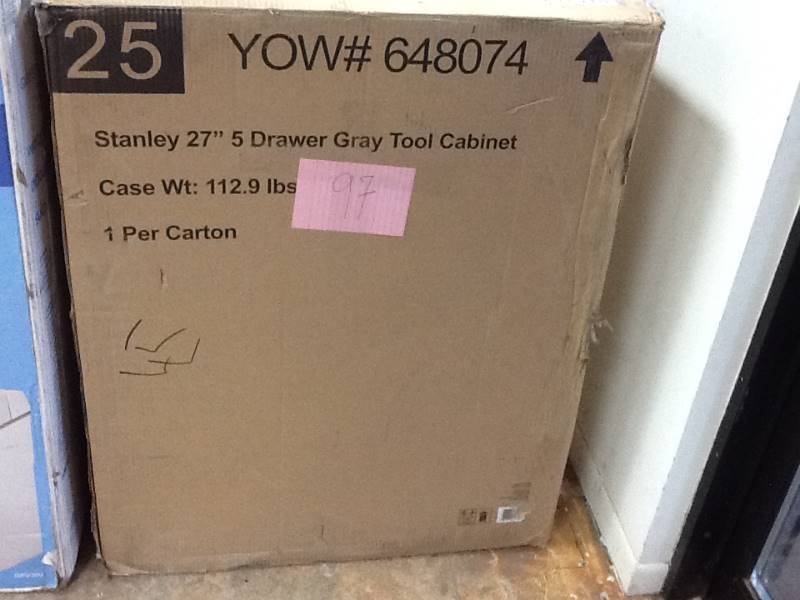 25 YOW# 648074
Stanley 27” 5 Drawer Gray Tool Cabinet
Case Wt: 112.9 lbs
97
1 Per Carton